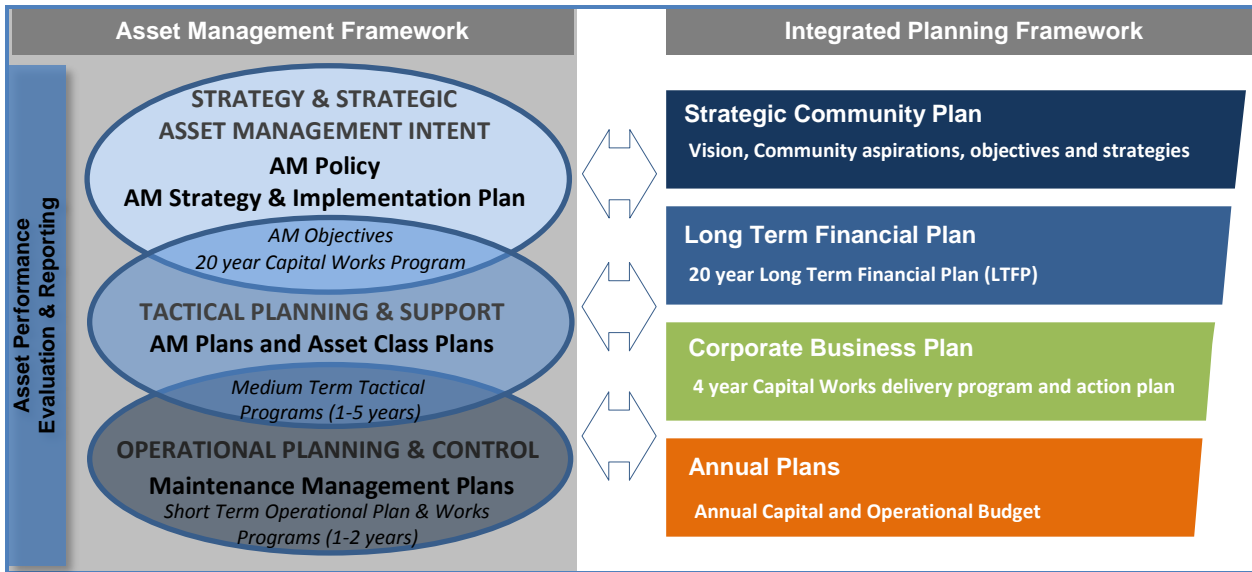 Asset Management Framework
Asset Performance
Evaluation & Reporting
STRATEGY & STRATEGIC
ASSET MANAGEMENT INTENT
AM Policy
AM Strategy & Implementation Plan
AM Objectives
20 year Capital Works Program
TACTICAL PLANNING & SUPPORT
AM Plans and Asset Class Plans
Medium Term Tactical
Programs (1-5 years)
OPERATIONAL PLANNING & CONTROL
Maintenance Management Plans
Short Term Operational Plan & Works
Programs (1-2 years)
Integrated Planning Framework
Strategic Community Plan
Vision, Community aspirations, objectives and strategies
Long Term Financial Plan
20 year Long Term Financial Plan (LTFP)
Corporate Business Plan
4 year Capital Works delivery program and action plan
Annual Plans
Annual Capital and Operational Budget